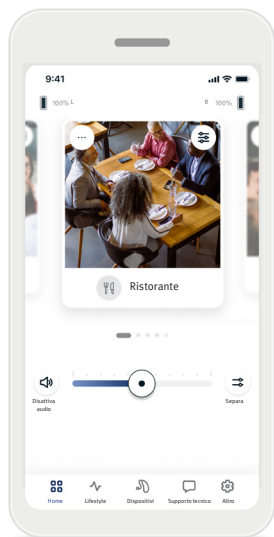 9:41
100% L
R 100%
Ristorante
Disattiva
audio
Separa
Home
Lifestyle
Dispositivi
Supporto tecnico
Altro